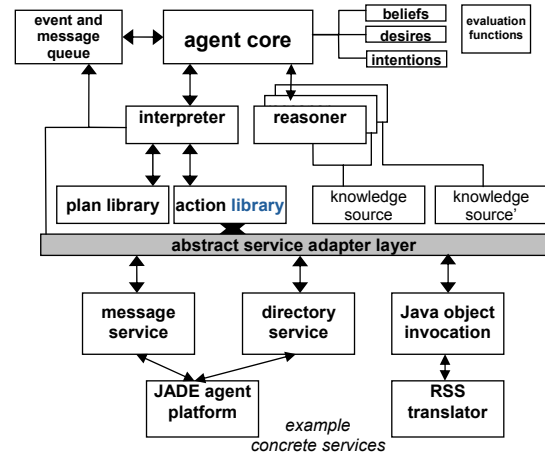 event and
message
queue
agent core
beliefs
desires
intentions
evaluation
functions
interpreter
reasoner
plan library
action library
knowledge
source
knowledge
source'
abstract service adapter layer
message
service
directory
service
Java object
invocation
JADE agent
platform
RSS
translator
example
concrete services